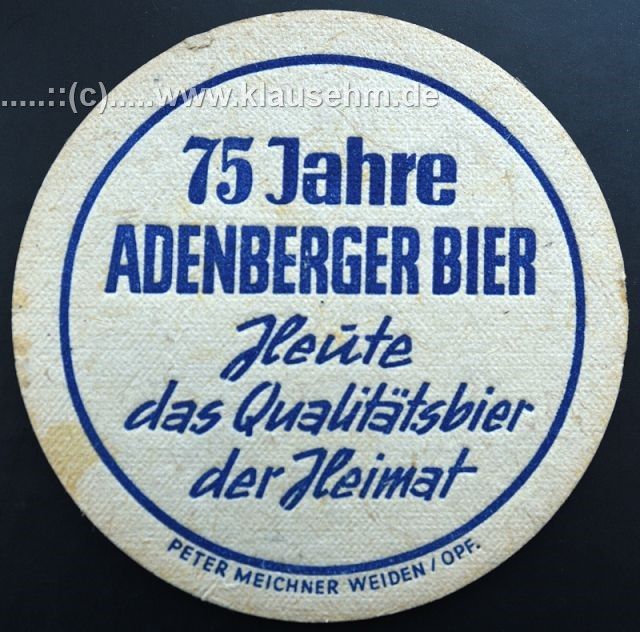 .....::(c).....www.klausehm.de
75 Jahre
ADENBERGER BIER
Heute
das Qualitätsbier
der Heimat
PETER MEICHNER WEIDEN / OPF.